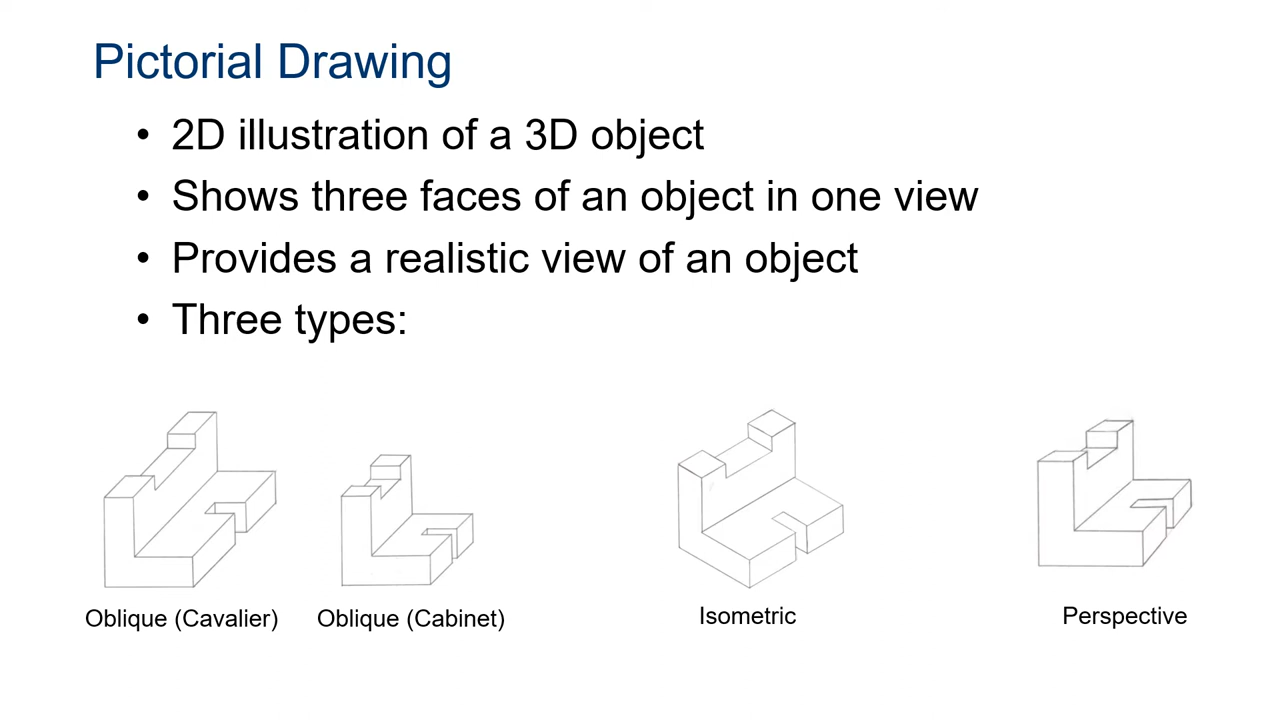 Pictorial Drawing
• 2D illustration of a 3D object
• Shows three faces of an object in one view
• Provides a realistic view of an object
• Three types:
Oblique (Cavalier)
Oblique (Cabinet)
Isometric
Perspective